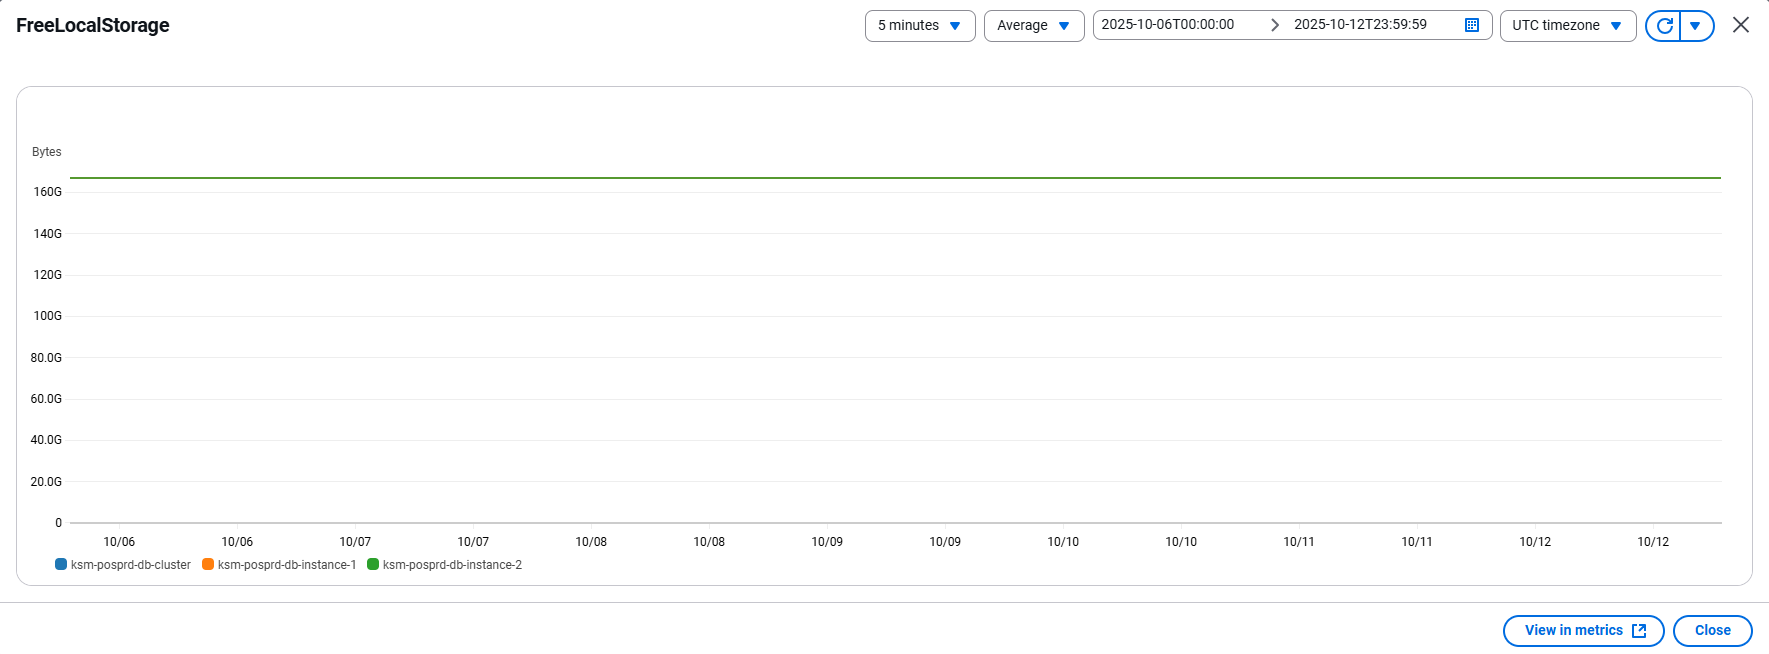 FreeLocalStorage
5 minutes Average 2025-10-06T00:00:00 2025-10-12T23:59:59 UTC timezone
Bytes
160G
140G
120G
100G
80.0G
60.0G
40.0G
20.0G
0
10/06 10/06 10/07 10/07 10/08 10/08 10/09 10/09 10/10 10/10 10/11 10/11 10/12 10/12
ksm-posprd-db-cluster ksm-posprd-db-instance-1 ksm-posprd-db-instance-2
View in metrics Close